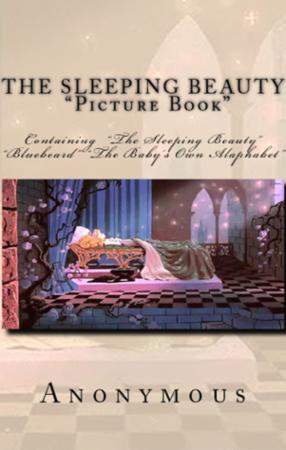 THE SLEEPING BEAUTY
"Picture Book"
Containing "The Sleeping Beauty"
"Bluebeard" "The Baby's Own Alaphabet"
Anonymous